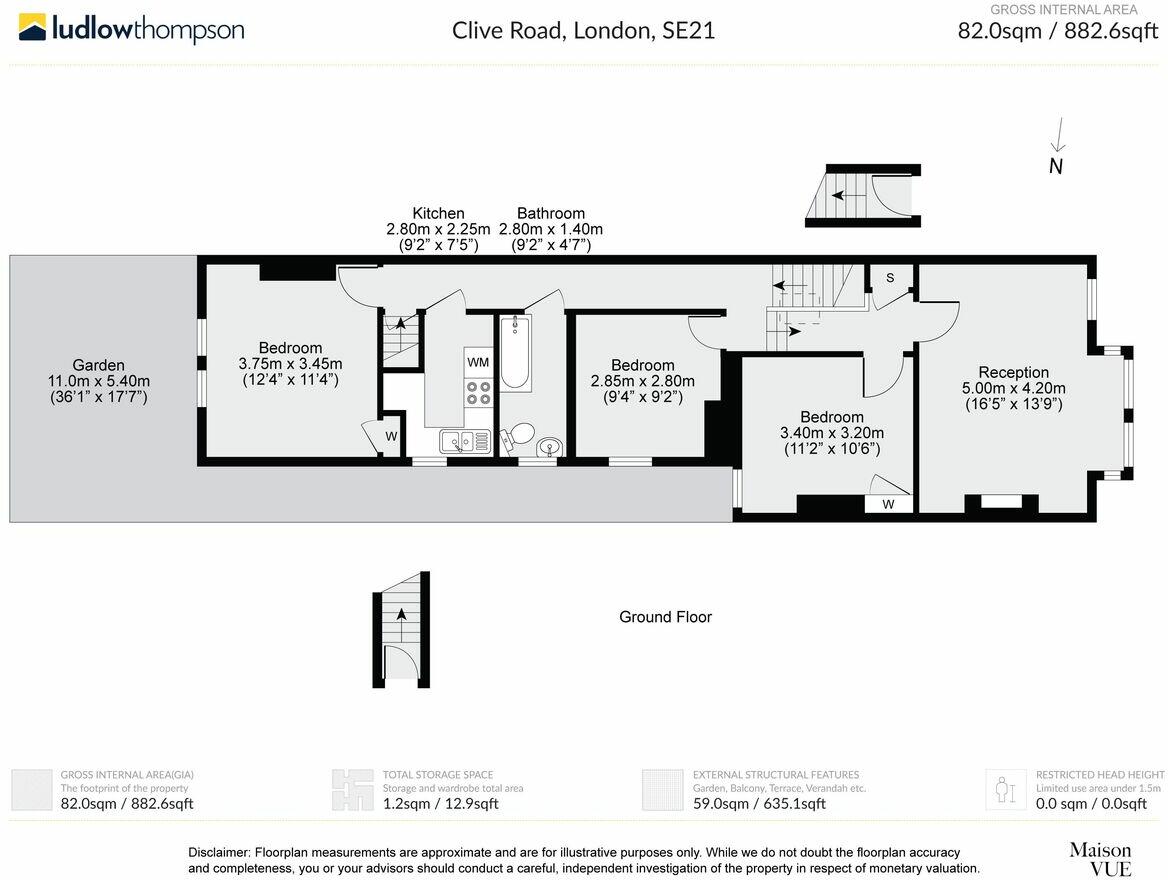 ludlowthompson
Clive Road, London, SE21
GROSS INTERNAL AREA
82.0sqm / 882.6sqft
N
Kitchen
2.80m x 2.25m
(9'2" x 7'5")
Bathroom
2.80m x 1.40m
(9'2" x 4'7")
S
Garden
11.0m x 5.40m
(36'1" x 17'7")
Bedroom
3.75m x 3.45m
(12'4" x 11'4")
WM
Bedroom
2.85m x 2.80m
(9'4" x 9'2")
Reception
5.00m x 4.20m
(16'5" x 13'9")
Bedroom
3.40m x 3.20m
(11'2" x 10'6")
W
W
Ground Floor
GROSS INTERNAL AREA(GIA)
The footprint of the property
82.0sqm / 882.6sqft
TOTAL STORAGE SPACE
Storage and wardrobe total area
1.2sqm / 12.9sqft
EXTERNAL STRUCTURAL FEATURES
Garden, Balcony, Terrace, Verandah etc.
59.0sqm / 635.1sqft
RESTRICTED HEAD HEIGHT
Limited use area under 1.5m
0.0 sqm / 0.0sqft
Disclaimer: Floorplan measurements are approximate and are for illustrative purposes only. While we do not doubt the floorplan accuracy
and completeness, you or your advisors should conduct a careful, independent investigation of the property in respect of monetary valuation.
Maison
VUE